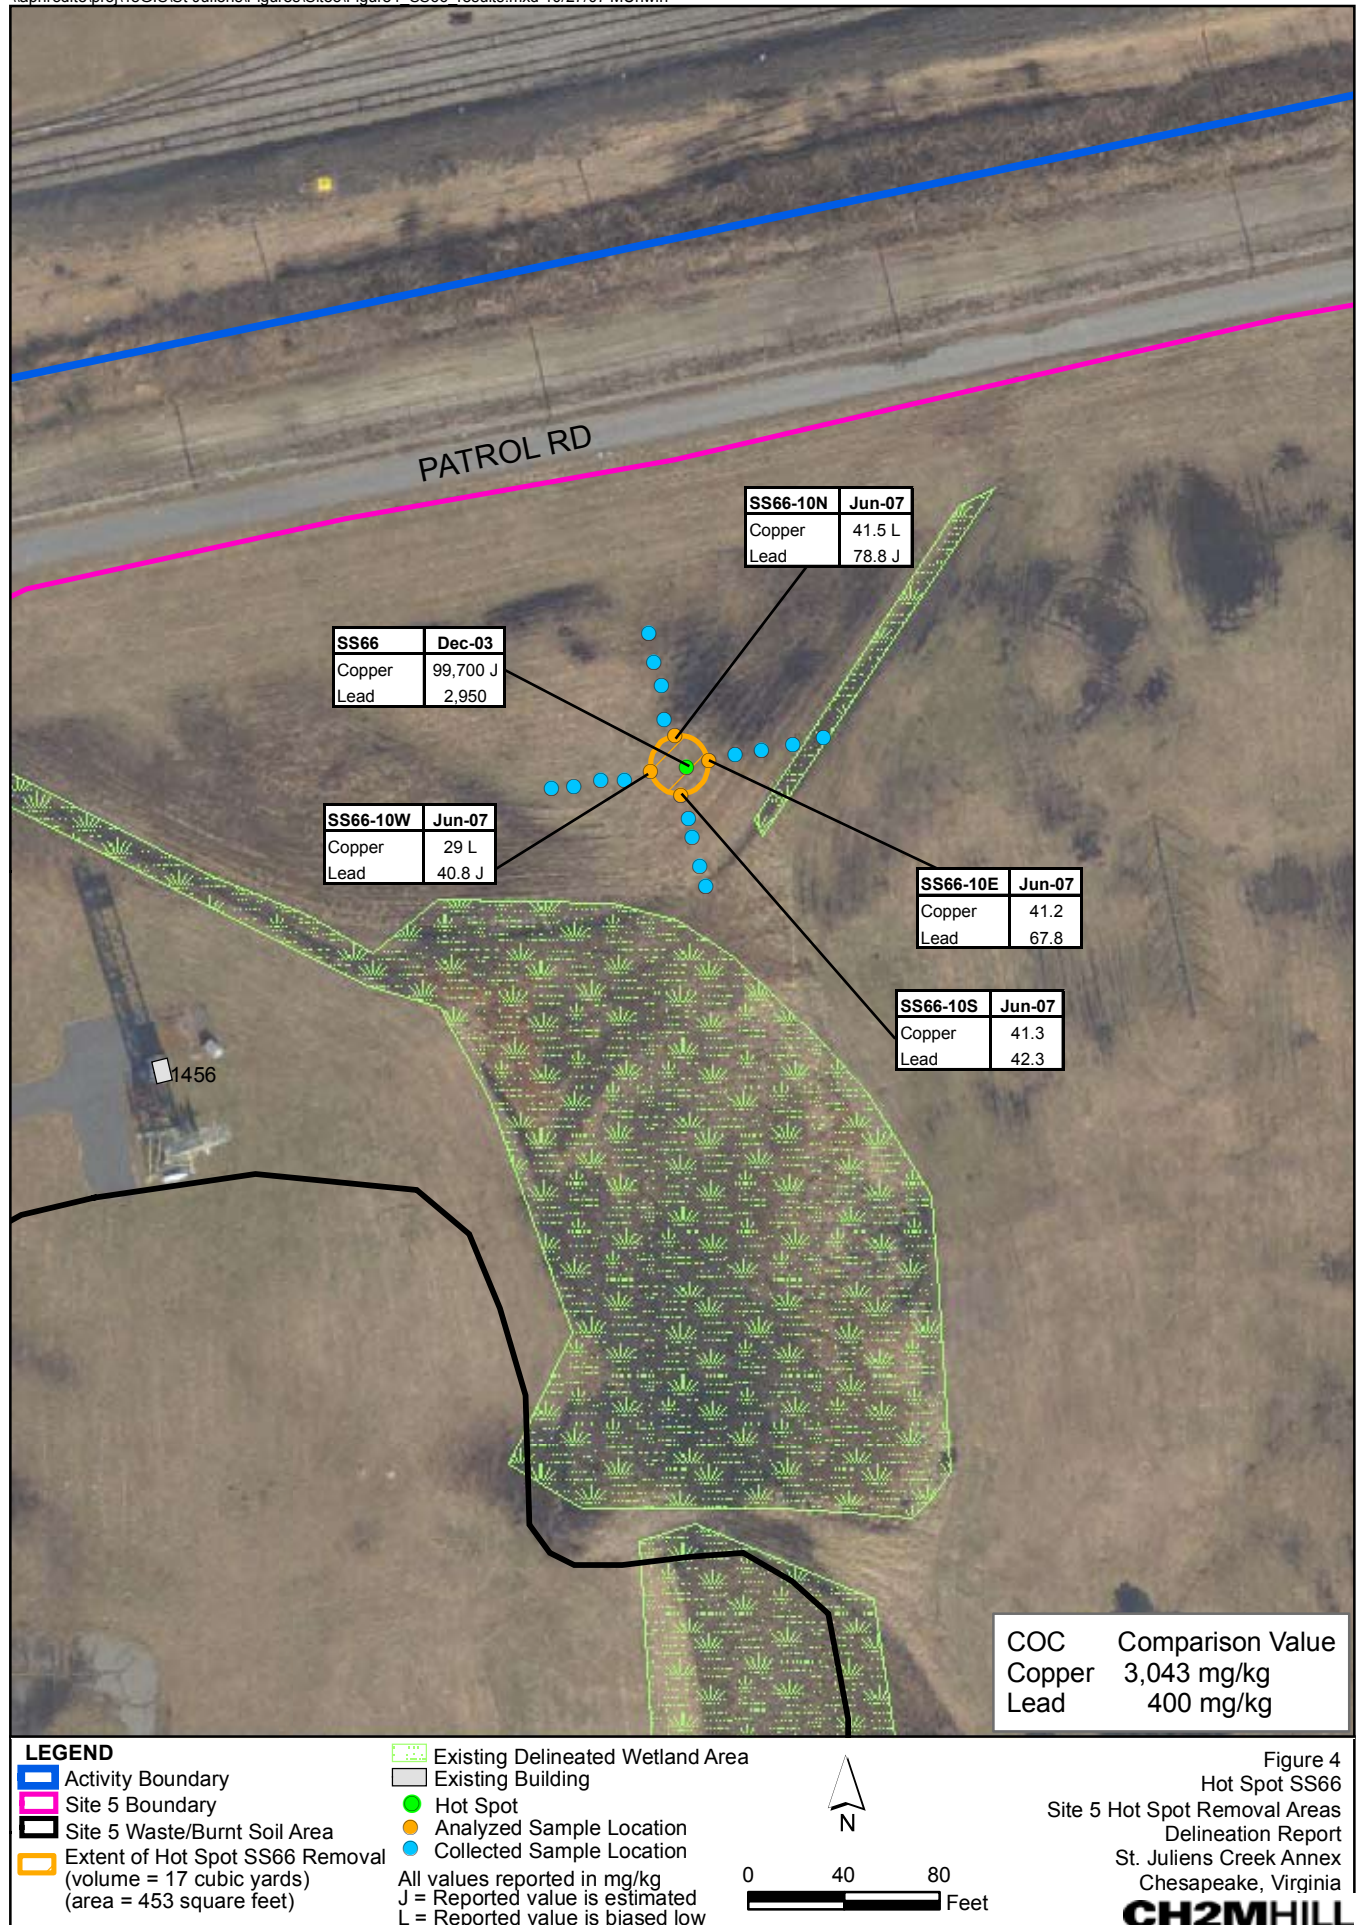 PATROL RD
SS66-10N Jun-07
Copper 41.5 L
Lead 78.8 J
SS66 Dec-03
Copper 99,700 J
Lead 2,950
SS66-10W Jun-07
Copper 29 L
Lead 40.8 J
SS66-10E Jun-07
Copper 41.2
Lead 67.8
SS66-10S Jun-07
Copper 41.3
Lead 42.3
1456
COC Comparison Value
Copper 3,043 mg/kg
Lead 400 mg/kg
LEGEND
Activity Boundary
Site 5 Boundary
Site 5 Waste/Burnt Soil Area
Extent of Hot Spot SS66 Removal
(volume = 17 cubic yards)
(area = 453 square feet)
Existing Delineated Wetland Area
Existing Building
Hot Spot
Analyzed Sample Location
Collected Sample Location
All values reported in mg/kg
J = Reported value is estimated
L = Reported value is biased low
N
0 40 80
Feet
Figure 4
Hot Spot SS66
Site 5 Hot Spot Removal Areas
Delineation Report
St. Juliens Creek Annex
Chesapeake, Virginia
CH2MHILL